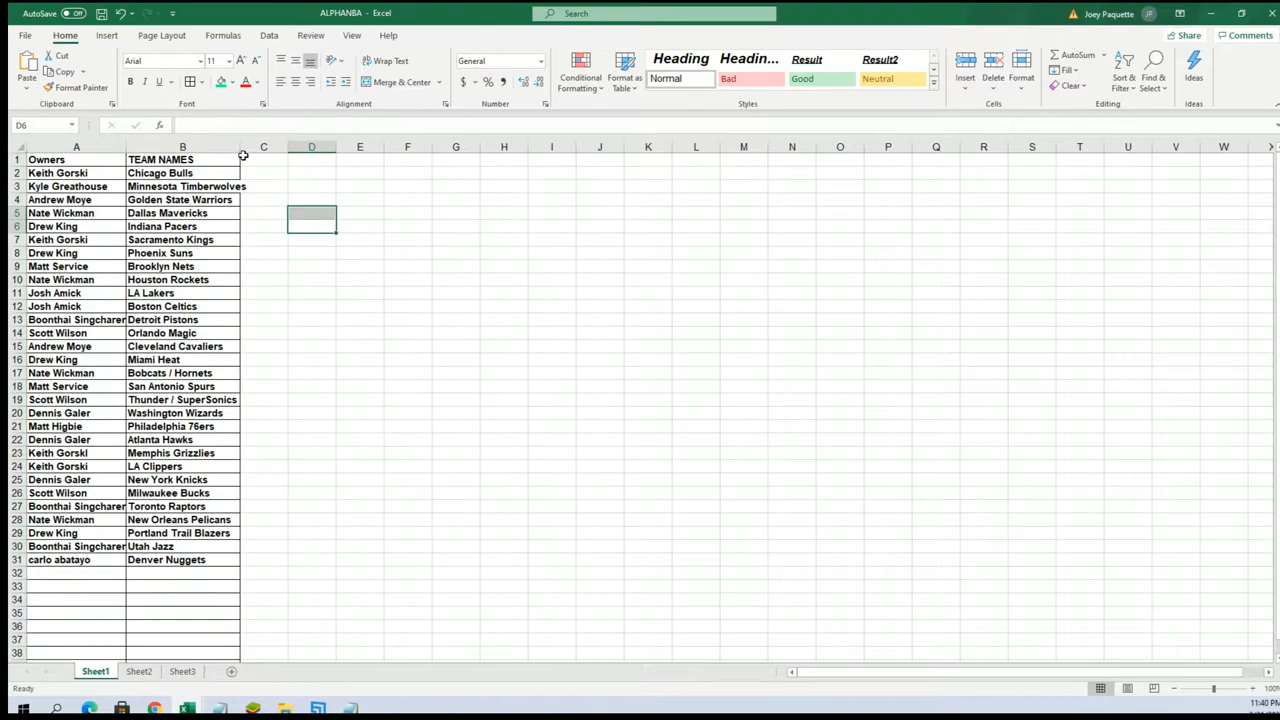 AutoSave Off ALPHANBA - Excel Search Joey Paquette JP
File Home Insert Page Layout Formulas Data Review View Help Share Comments
Paste Cut Copy Format Painter Clipboard
Arial 11 A A B I U A Font
Wrap Text Merge & Center Alignment
General $ % Number
Conditional Formatting Format as Table Heading Headin... Result Result2 Normal Bad Good Neutral Styles
Insert Delete Format Cells
AutoSum Fill Clear Sort & Filter Find & Select Editing
Ideas Ideas
D6 fx
A B C D E F G H I J K L M N O P Q R S T U V W X
1 Owners TEAM NAMES
2 Keith Gorski Chicago Bulls
3 Kyle Greathouse Minnesota Timberwolves
4 Andrew Moye Golden State Warriors
5 Nate Wickman Dallas Mavericks
6 Drew King Indiana Pacers
7 Keith Gorski Sacramento Kings
8 Drew King Phoenix Suns
9 Matt Service Brooklyn Nets
10 Nate Wickman Houston Rockets
11 Josh Amick LA Lakers
12 Josh Amick Boston Celtics
13 Boonthai Singcharer Detroit Pistons
14 Scott Wilson Orlando Magic
15 Andrew Moye Cleveland Cavaliers
16 Drew King Miami Heat
17 Nate Wickman Bobcats / Hornets
18 Matt Service San Antonio Spurs
19 Scott Wilson Thunder / SuperSonics
20 Dennis Galer Washington Wizards
21 Matt Higbie Philadelphia 76ers
22 Dennis Galer Atlanta Hawks
23 Keith Gorskl Memphis Grizzlies
24 Keith Gorski LA Clippers
25 Dennis Galer New York Knicks
26 Scott Wilson Milwaukee Bucks
27 Boonthai Singcharer Toronto Raptors
28 Nate Wickman New Orleans Pelicans
29 Drew King Portland Trail Blazers
30 Boonthai Singcharer Utah Jazz
31 carlo abatayo Denver Nuggets
32
33
34
35
36
37
38
Sheet1 Sheet2 Sheet3
Ready 100%
11:40 PM